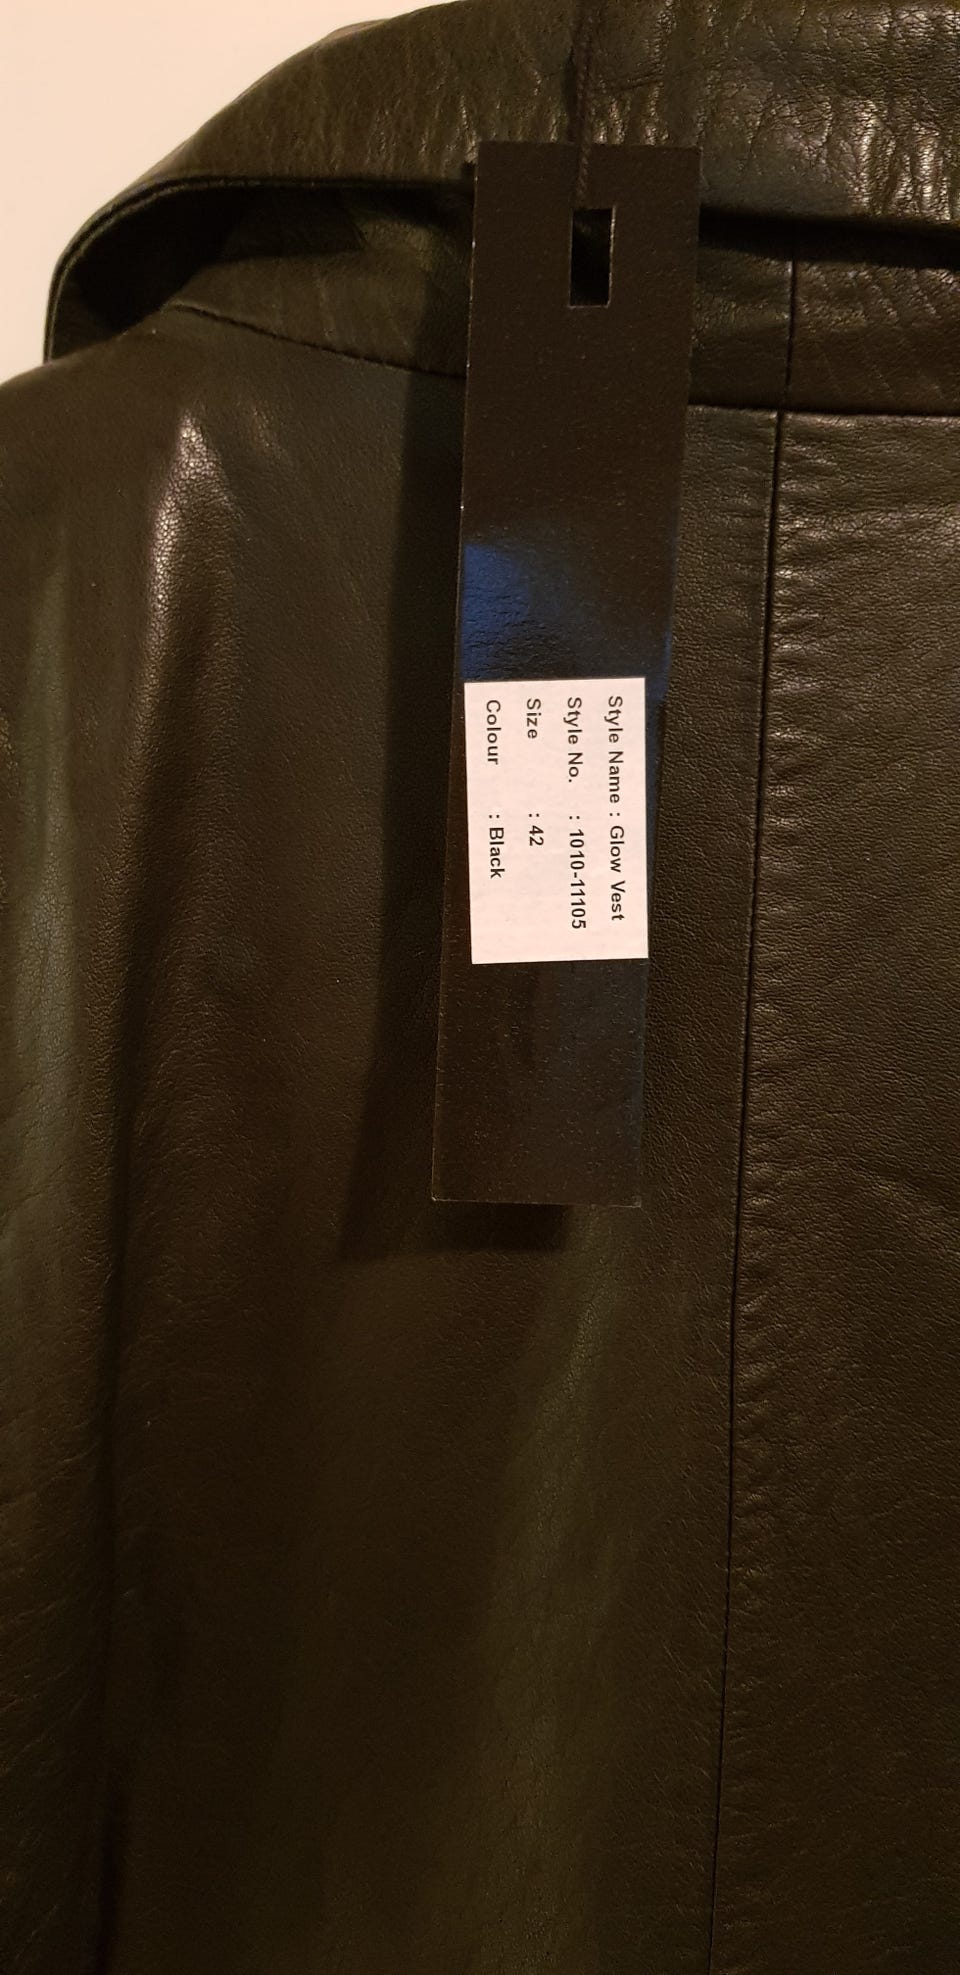 Style Name : Glow Vest
Style No. : 1010-11105
Size : 42
Colour : Black